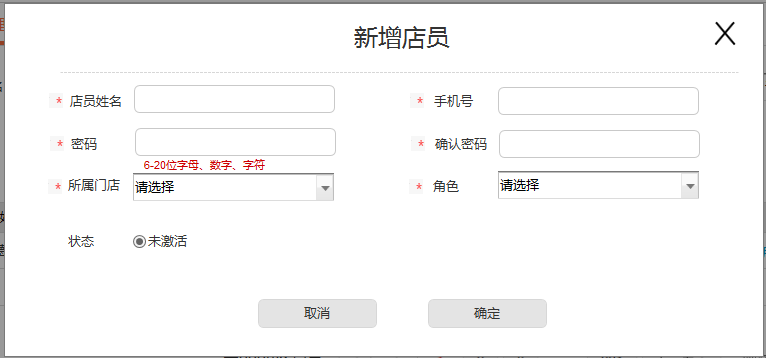 新增店员
* 店员姓名
* 手机号
* 密码
* 确认密码
6-20位字母、数字、字符
* 所属门店 请选择
* 角色 请选择
状态 未激活
取消 确定